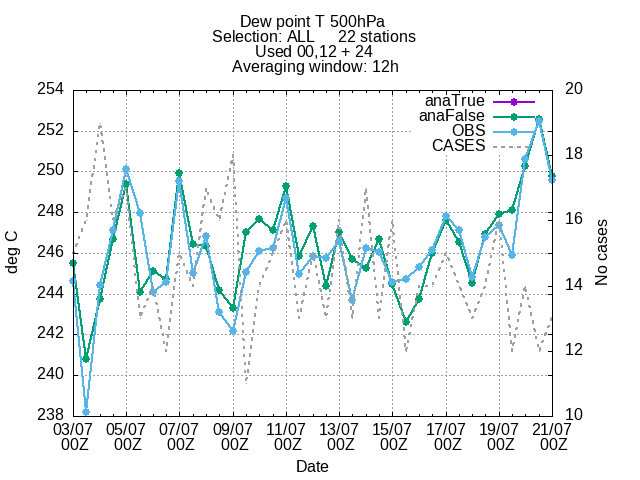 Dew point T 500hPa
Selection: ALL 22 stations
Used 00,12 + 24
Averaging window: 12h
254
252
250
248
246
244
242
240
238
20
18
16
14
12
10
anaTrue
anaFalse
OBS
CASES
deg C
No cases
03/07 05/07 07/07 09/07 11/07 13/07 15/07 17/07 19/07 21/07
00Z 00Z 00Z 00Z 00Z 00Z 00Z 00Z 00Z 00Z
Date